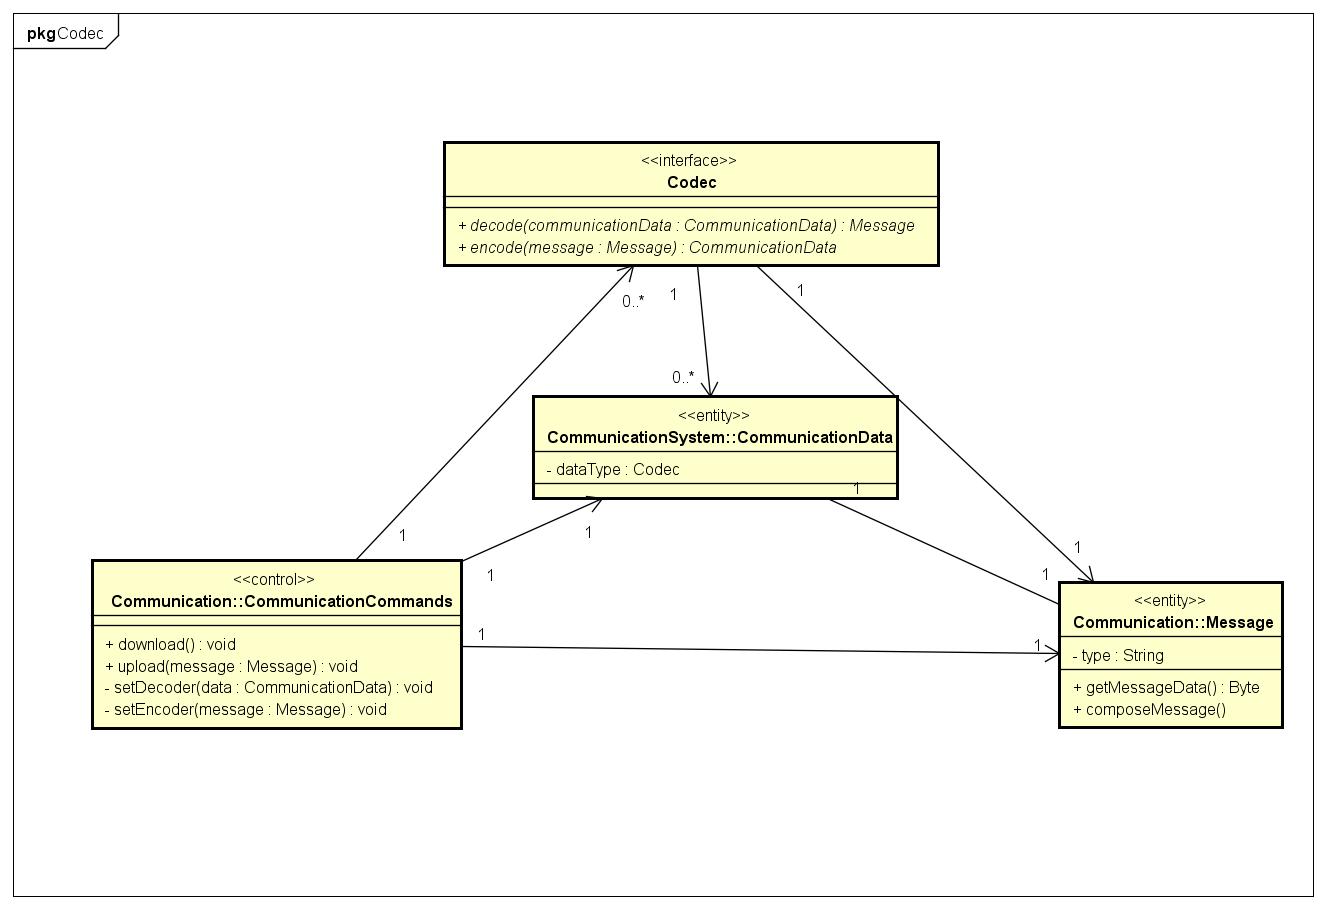 pkg Codec
<<interface>>
Codec
+ decode(communicationData : CommunicationData) : Message
+ encode(message : Message) : CommunicationData
0..*
1
1
0..*
<<entity>>
CommunicationSystem::CommunicationData
- dataType : Codec
1
1
1
1
1
1
<<control>>
Communication::CommunicationCommands
+ download() : void
+ upload(message : Message) : void
- setDecoder(data : CommunicationData) : void
- setEncoder(message : Message) : void
1
1
<<entity>>
Communication::Message
- type : String
+ getMessageData() : Byte
+ composeMessage()